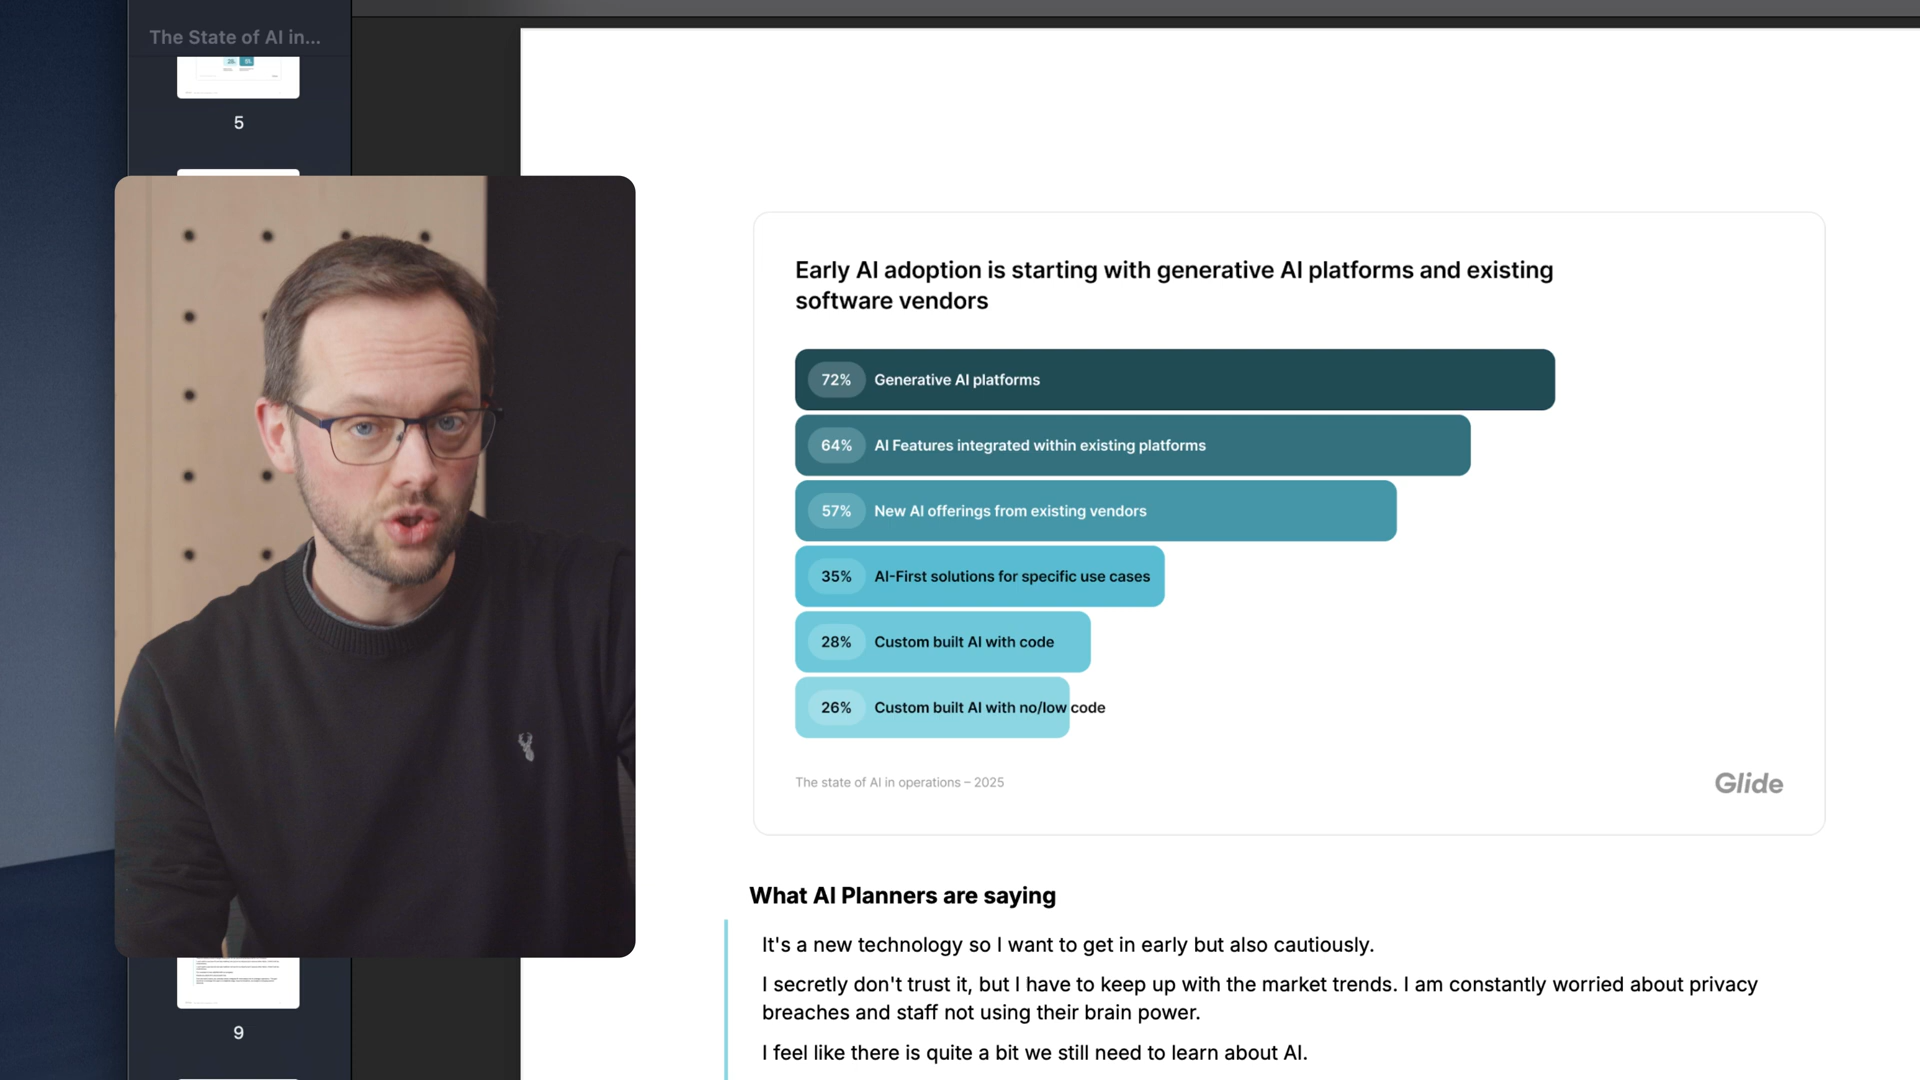 The State of AI in...
5
9
Early AI adoption is starting with generative AI platforms and existing
software vendors
72% Generative AI platforms
64% AI Features integrated within existing platforms
57% New AI offerings from existing vendors
35% AI-First solutions for specific use cases
28% Custom built AI with code
26% Custom built AI with no/low code
The state of AI in operations – 2025
Glide
What AI Planners are saying
It's a new technology so I want to get in early but also cautiously.
I secretly don't trust it, but I have to keep up with the market trends. I am constantly worried about privacy
breaches and staff not using their brain power.
I feel like there is quite a bit we still need to learn about AI.